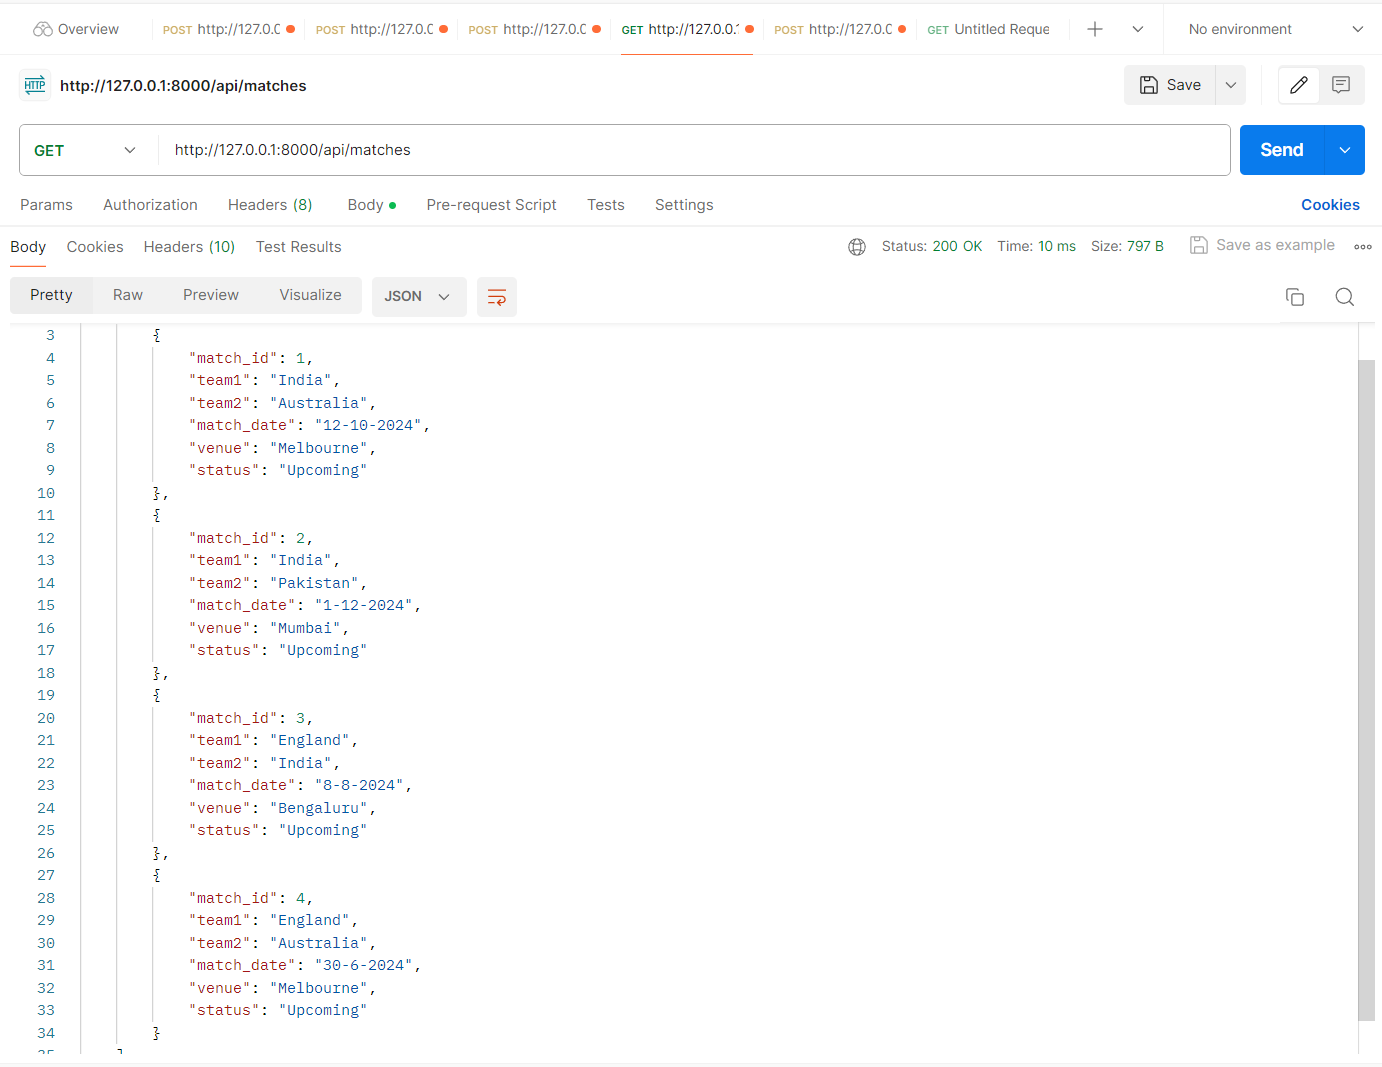 Overview
POST http://127.0.0
POST http://127.0.0
POST http://127.0.0
GET http://127.0.0.1
POST http://127.0.0
GET Untitled Reque
No environment
HTTP http://127.0.0.1:8000/api/matches
Save
GET http://127.0.0.1:8000/api/matches
Send
Params Authorization Headers (8) Body Pre-request Script Tests Settings Cookies
Body Cookies Headers (10) Test Results Status: 200 OK Time: 10 ms Size: 797 B Save as example
Pretty Raw Preview Visualize JSON
3 {
4 "match_id": 1,
5 "team1": "India",
6 "team2": "Australia",
7 "match_date": "12-10-2024",
8 "venue": "Melbourne",
9 "status": "Upcoming"
10 },
11 {
12 "match_id": 2,
13 "team1": "India",
14 "team2": "Pakistan",
15 "match_date": "1-12-2024",
16 "venue": "Mumbai",
17 "status": "Upcoming"
18 },
19 {
20 "match_id": 3,
21 "team1": "England",
22 "team2": "India",
23 "match_date": "8-8-2024",
24 "venue": "Bengaluru",
25 "status": "Upcoming"
26 },
27 {
28 "match_id": 4,
29 "team1": "England",
30 "team2": "Australia",
31 "match_date": "30-6-2024",
32 "venue": "Melbourne",
33 "status": "Upcoming"
34 }
35 ]